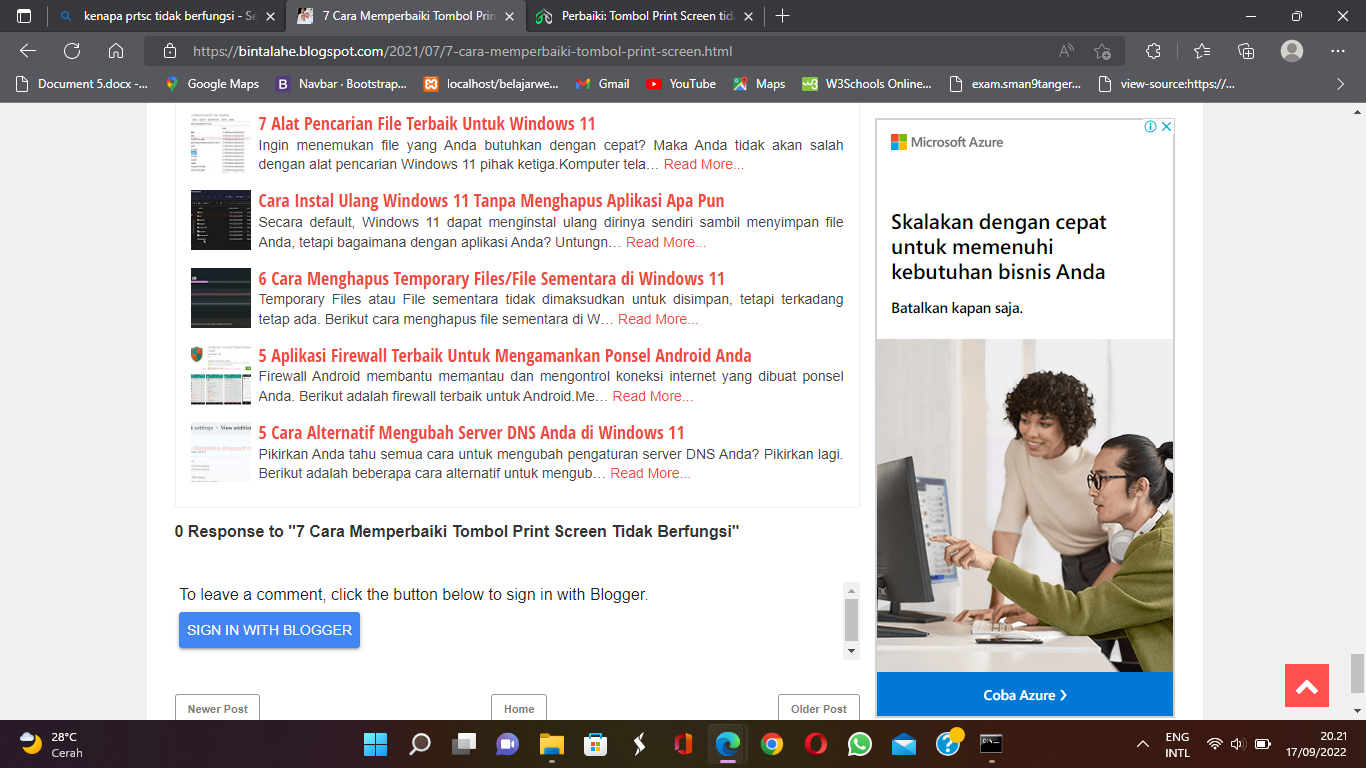 kenapa prtsc tidak berfungsi - Se
7 Cara Memperbaiki Tombol Prin
Perbaiki: Tombol Print Screen tid
https://bintalahe.blogspot.com/2021/07/7-cara-memperbaiki-tombol-print-screen.html
Document 5.docx -...
Google Maps
Navbar · Bootstrap...
localhost/belajarwe...
Gmail
YouTube
Maps
W3Schools Online...
exam.sman9tanger...
view-source:https://...
7 Alat Pencarian File Terbaik Untuk Windows 11
Ingin menemukan file yang Anda butuhkan dengan cepat? Maka Anda tidak akan salah
dengan alat pencarian Windows 11 pihak ketiga.Komputer tela… Read More...
Cara Instal Ulang Windows 11 Tanpa Menghapus Aplikasi Apa Pun
Secara default, Windows 11 dapat menginstal ulang dirinya sendiri sambil menyimpan file
Anda, tetapi bagaimana dengan aplikasi Anda? Untungn… Read More...
6 Cara Menghapus Temporary Files/File Sementara di Windows 11
Temporary Files atau File sementara tidak dimaksudkan untuk disimpan, tetapi terkadang
tetap ada. Berikut cara menghapus file sementara di W… Read More...
5 Aplikasi Firewall Terbaik Untuk Mengamankan Ponsel Android Anda
Firewall Android membantu memantau dan mengontrol koneksi internet yang dibuat ponsel
Anda. Berikut adalah firewall terbaik untuk Android.Me… Read More...
5 Cara Alternatif Mengubah Server DNS Anda di Windows 11
Pikirkan Anda tahu semua cara untuk mengubah pengaturan server DNS Anda? Pikirkan lagi.
Berikut adalah beberapa cara alternatif untuk mengub… Read More...
0 Response to "7 Cara Memperbaiki Tombol Print Screen Tidak Berfungsi"
To leave a comment, click the button below to sign in with Blogger.
SIGN IN WITH BLOGGER
Newer Post
Home
Older Post
Microsoft Azure
Skalakan dengan cepat
untuk memenuhi
kebutuhan bisnis Anda
Batalkan kapan saja.
Coba Azure
28°C
Cerah
ENG
INTL
20.21
17/09/2022